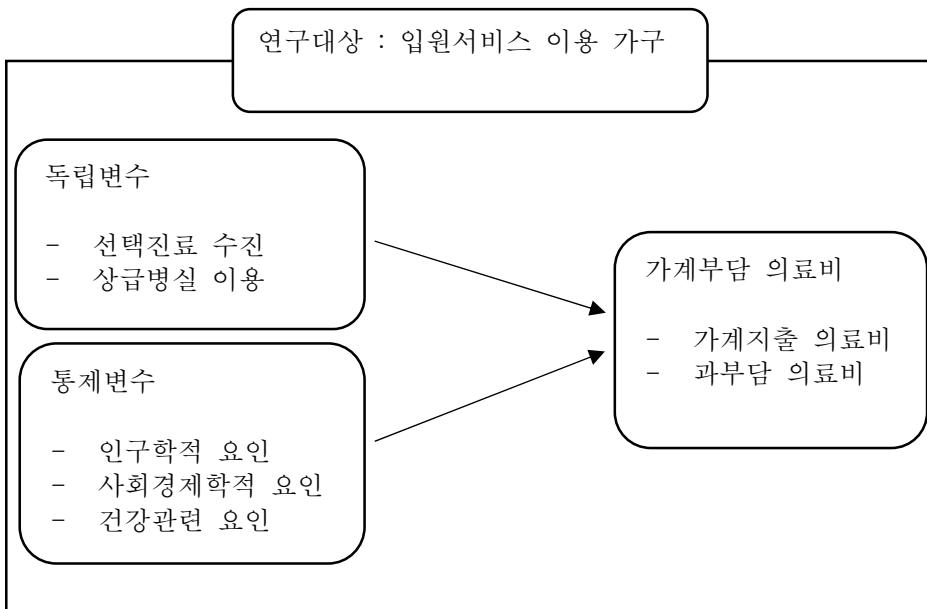 연구대상 : 입원서비스 이용 가구
독립변수
- 선택진료 수진
- 상급병실 이용
가계부담 의료비
- 가계지출 의료비
- 과부담 의료비
통제변수
- 인구학적 요인
- 사회경제학적 요인
- 건강관련 요인